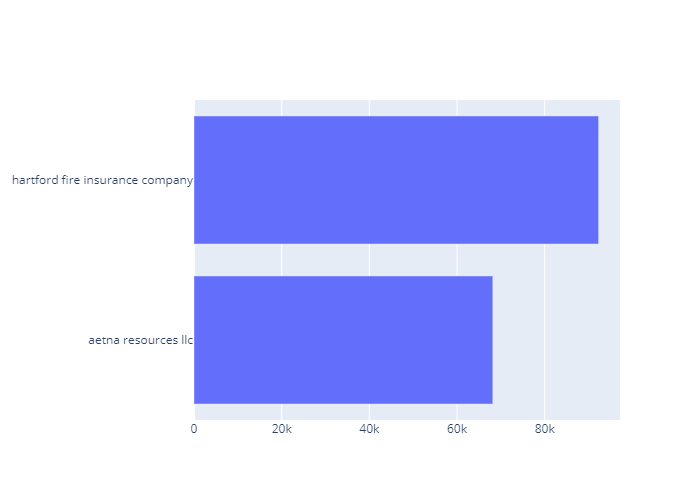 hartford fire insurance company
aetna resources llc
0 20k 40k 60k 80k